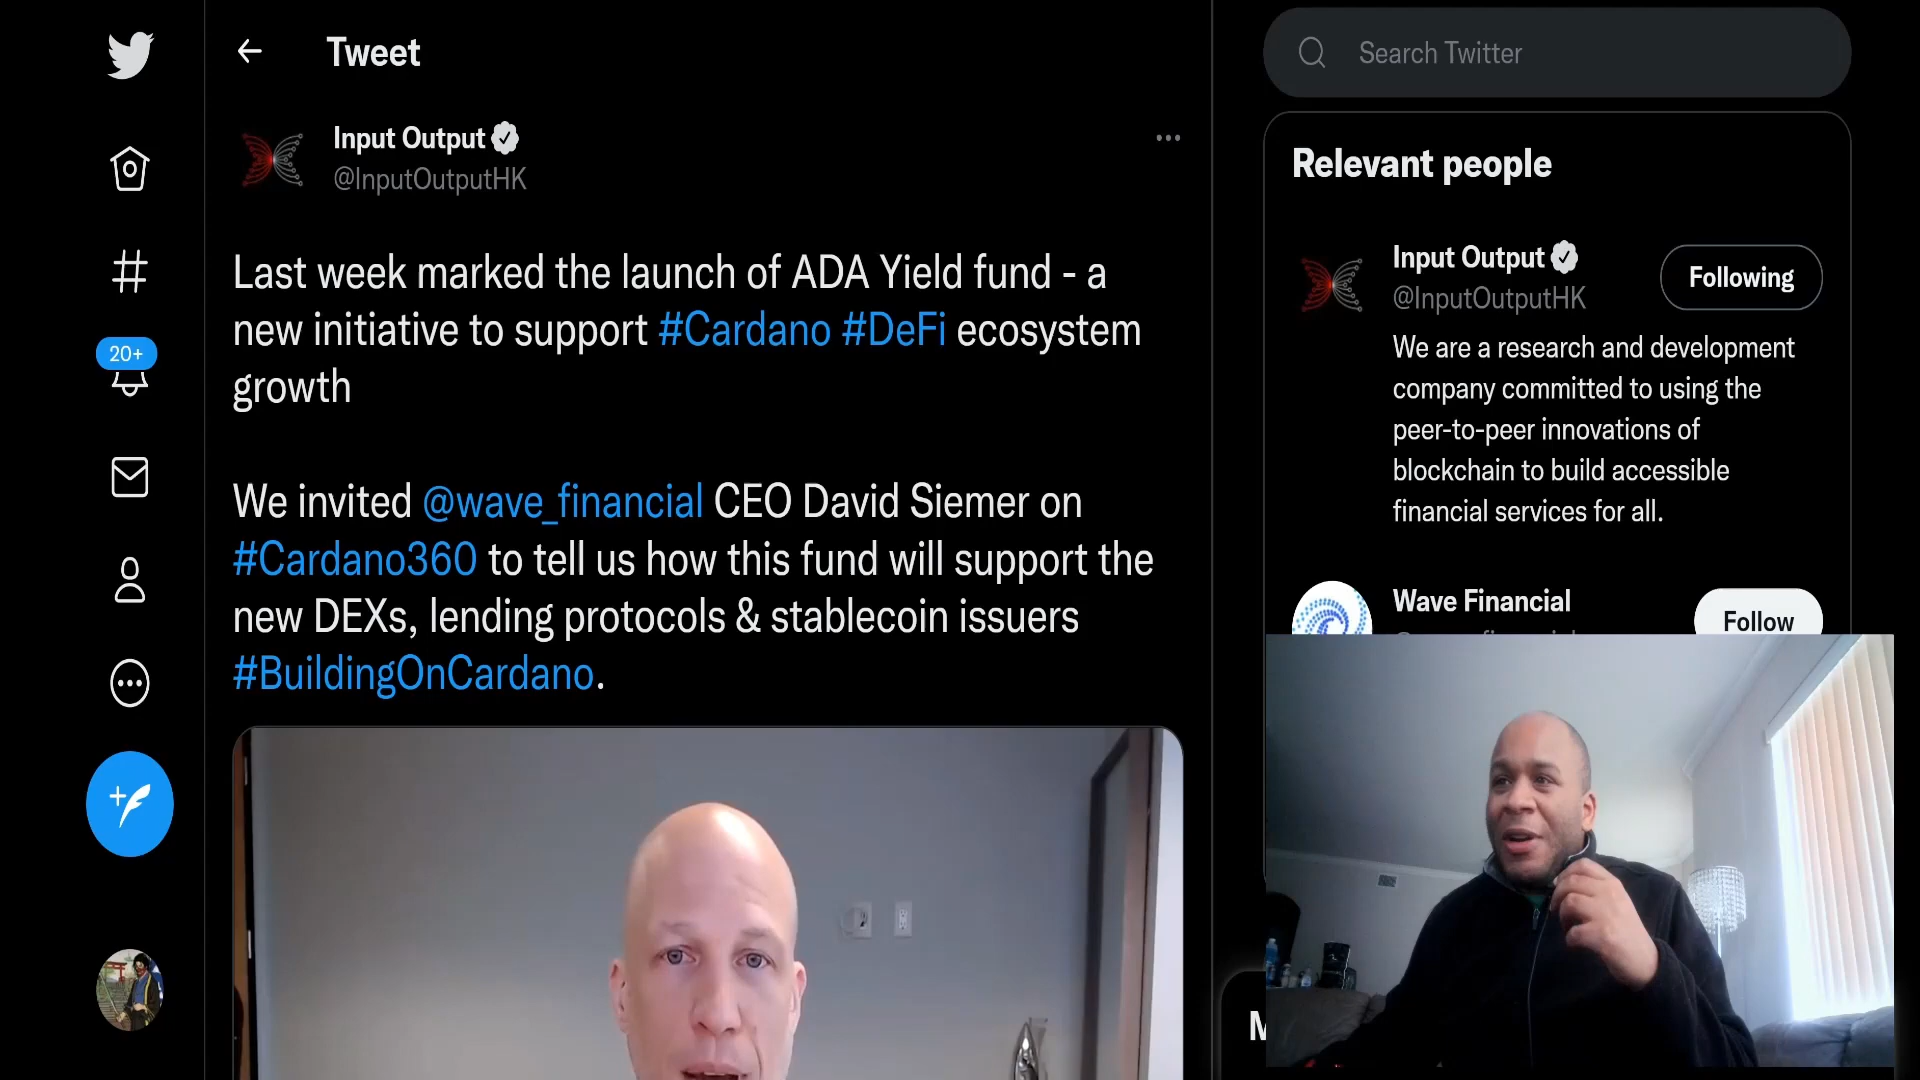 Tweet
Search Twitter
Input Output
@InputOutputHK
Last week marked the launch of ADA Yield fund - a
new initiative to support #Cardano #DeFi ecosystem
growth
We invited @wave_financial CEO David Siemer on
#Cardano360 to tell us how this fund will support the
new DEXs, lending protocols & stablecoin issuers
#BuildingOnCardano.
20+
Relevant people
Input Output
@InputOutputHK
Following
We are a research and development
company committed to using the
peer-to-peer innovations of
blockchain to build accessible
financial services for all.
Wave Financial
Follow